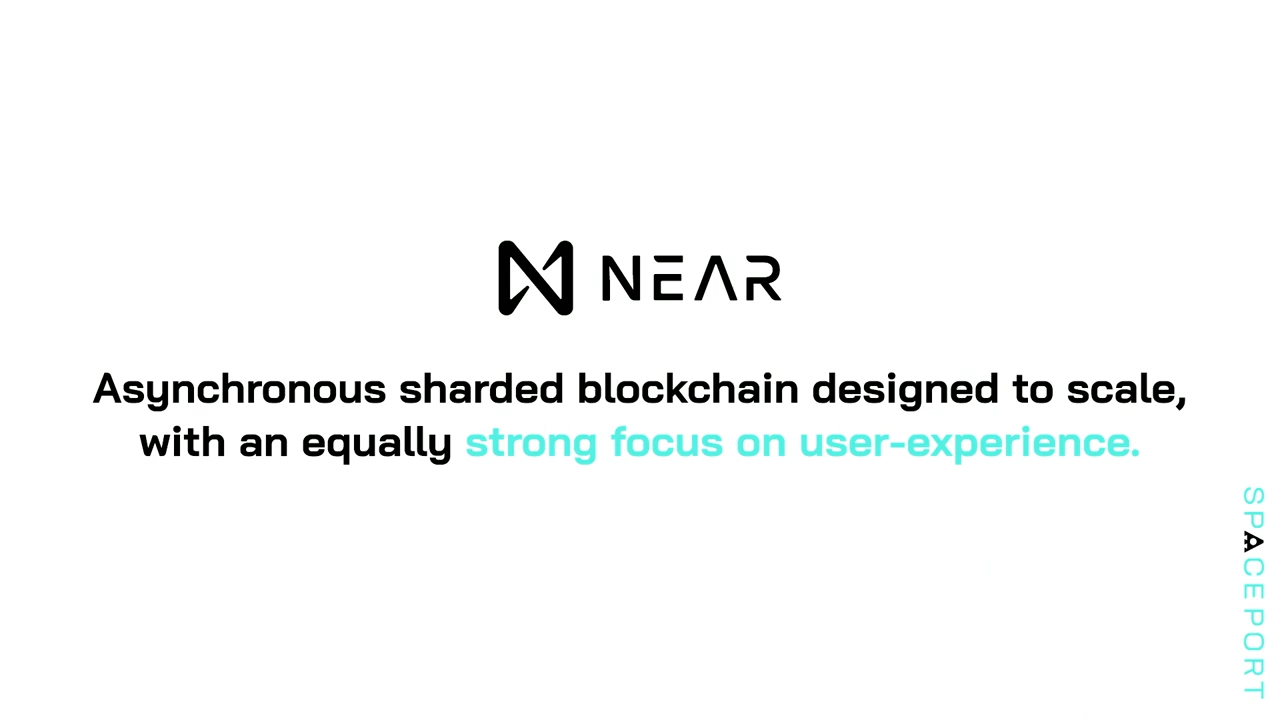 NEAR
Asynchronous sharded blockchain designed to scale,
with an equally strong focus on user-experience.
SPACEPORT